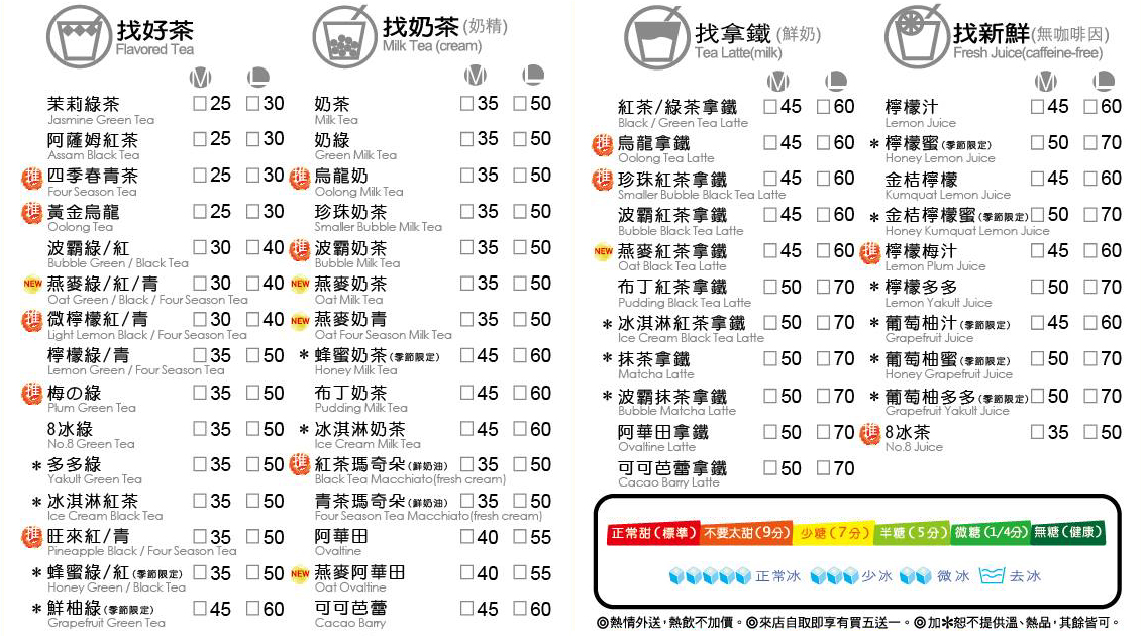 找好茶
Flavored Tea
M L
茉莉綠茶 □25 □30
Jasmine Green Tea
阿薩姆紅茶 □25 □30
Assam Black Tea
推 四季春青茶 □25 □30
Four Season Tea
推 黃金烏龍 □25 □30
Oolong Tea
波霸綠/紅 □30 □40
Bubble Green / Black Tea
NEW 燕麥綠/紅/青 □30 □40
Oat Green / Black / Four Season Tea
推 微檸檬紅/青 □30 □40
Light Lemon Black / Four Season Tea
檸檬綠/青 □35 □50
Lemon Green / Four Season Tea
推 梅の綠 □35 □50
Plum Green Tea
8冰綠 □35 □50
No.8 Green Tea
*多多綠 □35 □50
Yakult Green Tea
*冰淇淋紅茶 □35 □50
Ice Cream Black Tea
推 旺來紅/青 □35 □50
Pineapple Black / Four Season Tea
*蜂蜜綠/紅(季節限定) □35 □50
Honey Green / Black Tea
*鮮柚綠(季節限定) □45 □60
Grapefruit Green Tea
找奶茶(奶精)
Milk Tea (cream)
M L
奶茶 □35 □50
Milk Tea
奶綠 □35 □50
Green Milk Tea
推 烏龍奶 □35 □50
Oolong Milk Tea
珍珠奶茶 □35 □50
Smaller Bubble Milk Tea
推 波霸奶茶 □35 □50
Bubble Milk Tea
NEW 燕麥奶茶 □35 □50
Oat Milk Tea
NEW 燕麥奶青 □35 □50
Oat Four Season Milk Tea
*蜂蜜奶茶(季節限定) □45 □60
Honey Milk Tea
布丁奶茶 □45 □60
Pudding Milk Tea
*冰淇淋奶茶 □45 □60
Ice Cream Milk Tea
推 紅茶瑪奇朵(鮮奶油) □35 □50
Black Tea Macchiato(fresh cream)
青茶瑪奇朵(鮮奶油) □35 □50
Four Season Tea Macchiato(fresh cream)
阿華田 □40 □55
Ovaltine
NEW 燕麥阿華田 □40 □55
Oat Ovaltine
可可芭蕾 □45 □60
Cacao Barry
找拿鐵(鮮奶)
Tea Latte(milk)
M L
紅茶/綠茶拿鐵 □45 □60
Black / Green Tea Latte
推 烏龍拿鐵 □45 □60
Oolong Tea Latte
推 珍珠紅茶拿鐵 □45 □60
Smaller Bubble Black Tea Latte
波霸紅茶拿鐵 □45 □60
Bubble Black Tea Latte
NEW 燕麥紅茶拿鐵 □45 □60
Oat Black Tea Latte
布丁紅茶拿鐵 □50 □70
Pudding Black Tea Latte
*冰淇淋紅茶拿鐵 □50 □70
Ice Cream Black Tea Latte
*抹茶拿鐵 □50 □70
Matcha Latte
*波霸抹茶拿鐵 □50 □70
Bubble Matcha Latte
阿華田拿鐵 □50 □70
Ovaltine Latte
可可芭蕾拿鐵 □50 □70
Cacao Barry Latte
找新鮮(無咖啡因)
Fresh Juice(caffeine-free)
M L
檸檬汁 □45 □60
Lemon Juice
*檸檬蜜(季節限定) □50 □70
Honey Lemon Juice
金桔檸檬 □45 □60
Kumquat Lemon Juice
*金桔檸檬蜜(季節限定) □50 □70
Honey Kumquat Lemon Juice
推 檸檬梅汁 □45 □60
Lemon Plum Juice
*檸檬多多 □50 □70
Lemon Yakult Juice
*葡萄柚汁(季節限定) □45 □60
Grapefruit Juice
*葡萄柚蜜(季節限定) □50 □70
Honey Grapefruit Juice
*葡萄柚多多(季節限定) □50 □70
Grapefruit Yakult Juice
推 8冰茶 □35 □50
No.8 Juice
正常甜(標準) 不要太甜(9分) 少糖(7分) 半糖(5分) 微糖(1/4分) 無糖(健康)
正常冰 少冰 微冰 去冰
◎熱情外送,熱飲不加價。◎來店自取即享有買五送一。◎加*恕不提供溫、熱品,其餘皆可。